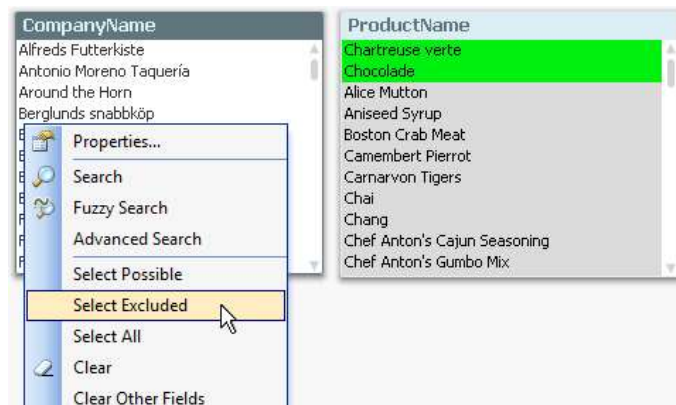 CompanyName
Alfreds Futterkiste
Antonio Moreno Taquería
Around the Horn
Berglunds snabbköp
Properties...
Search
Fuzzy Search
Advanced Search
Select Possible
Select Excluded
Select All
Clear
Clear Other Fields
ProductName
Chartreuse verte
Chocolade
Alice Mutton
Aniseed Syrup
Boston Crab Meat
Camembert Pierrot
Carnarvon Tigers
Chai
Chang
Chef Anton's Cajun Seasoning
Chef Anton's Gumbo Mix